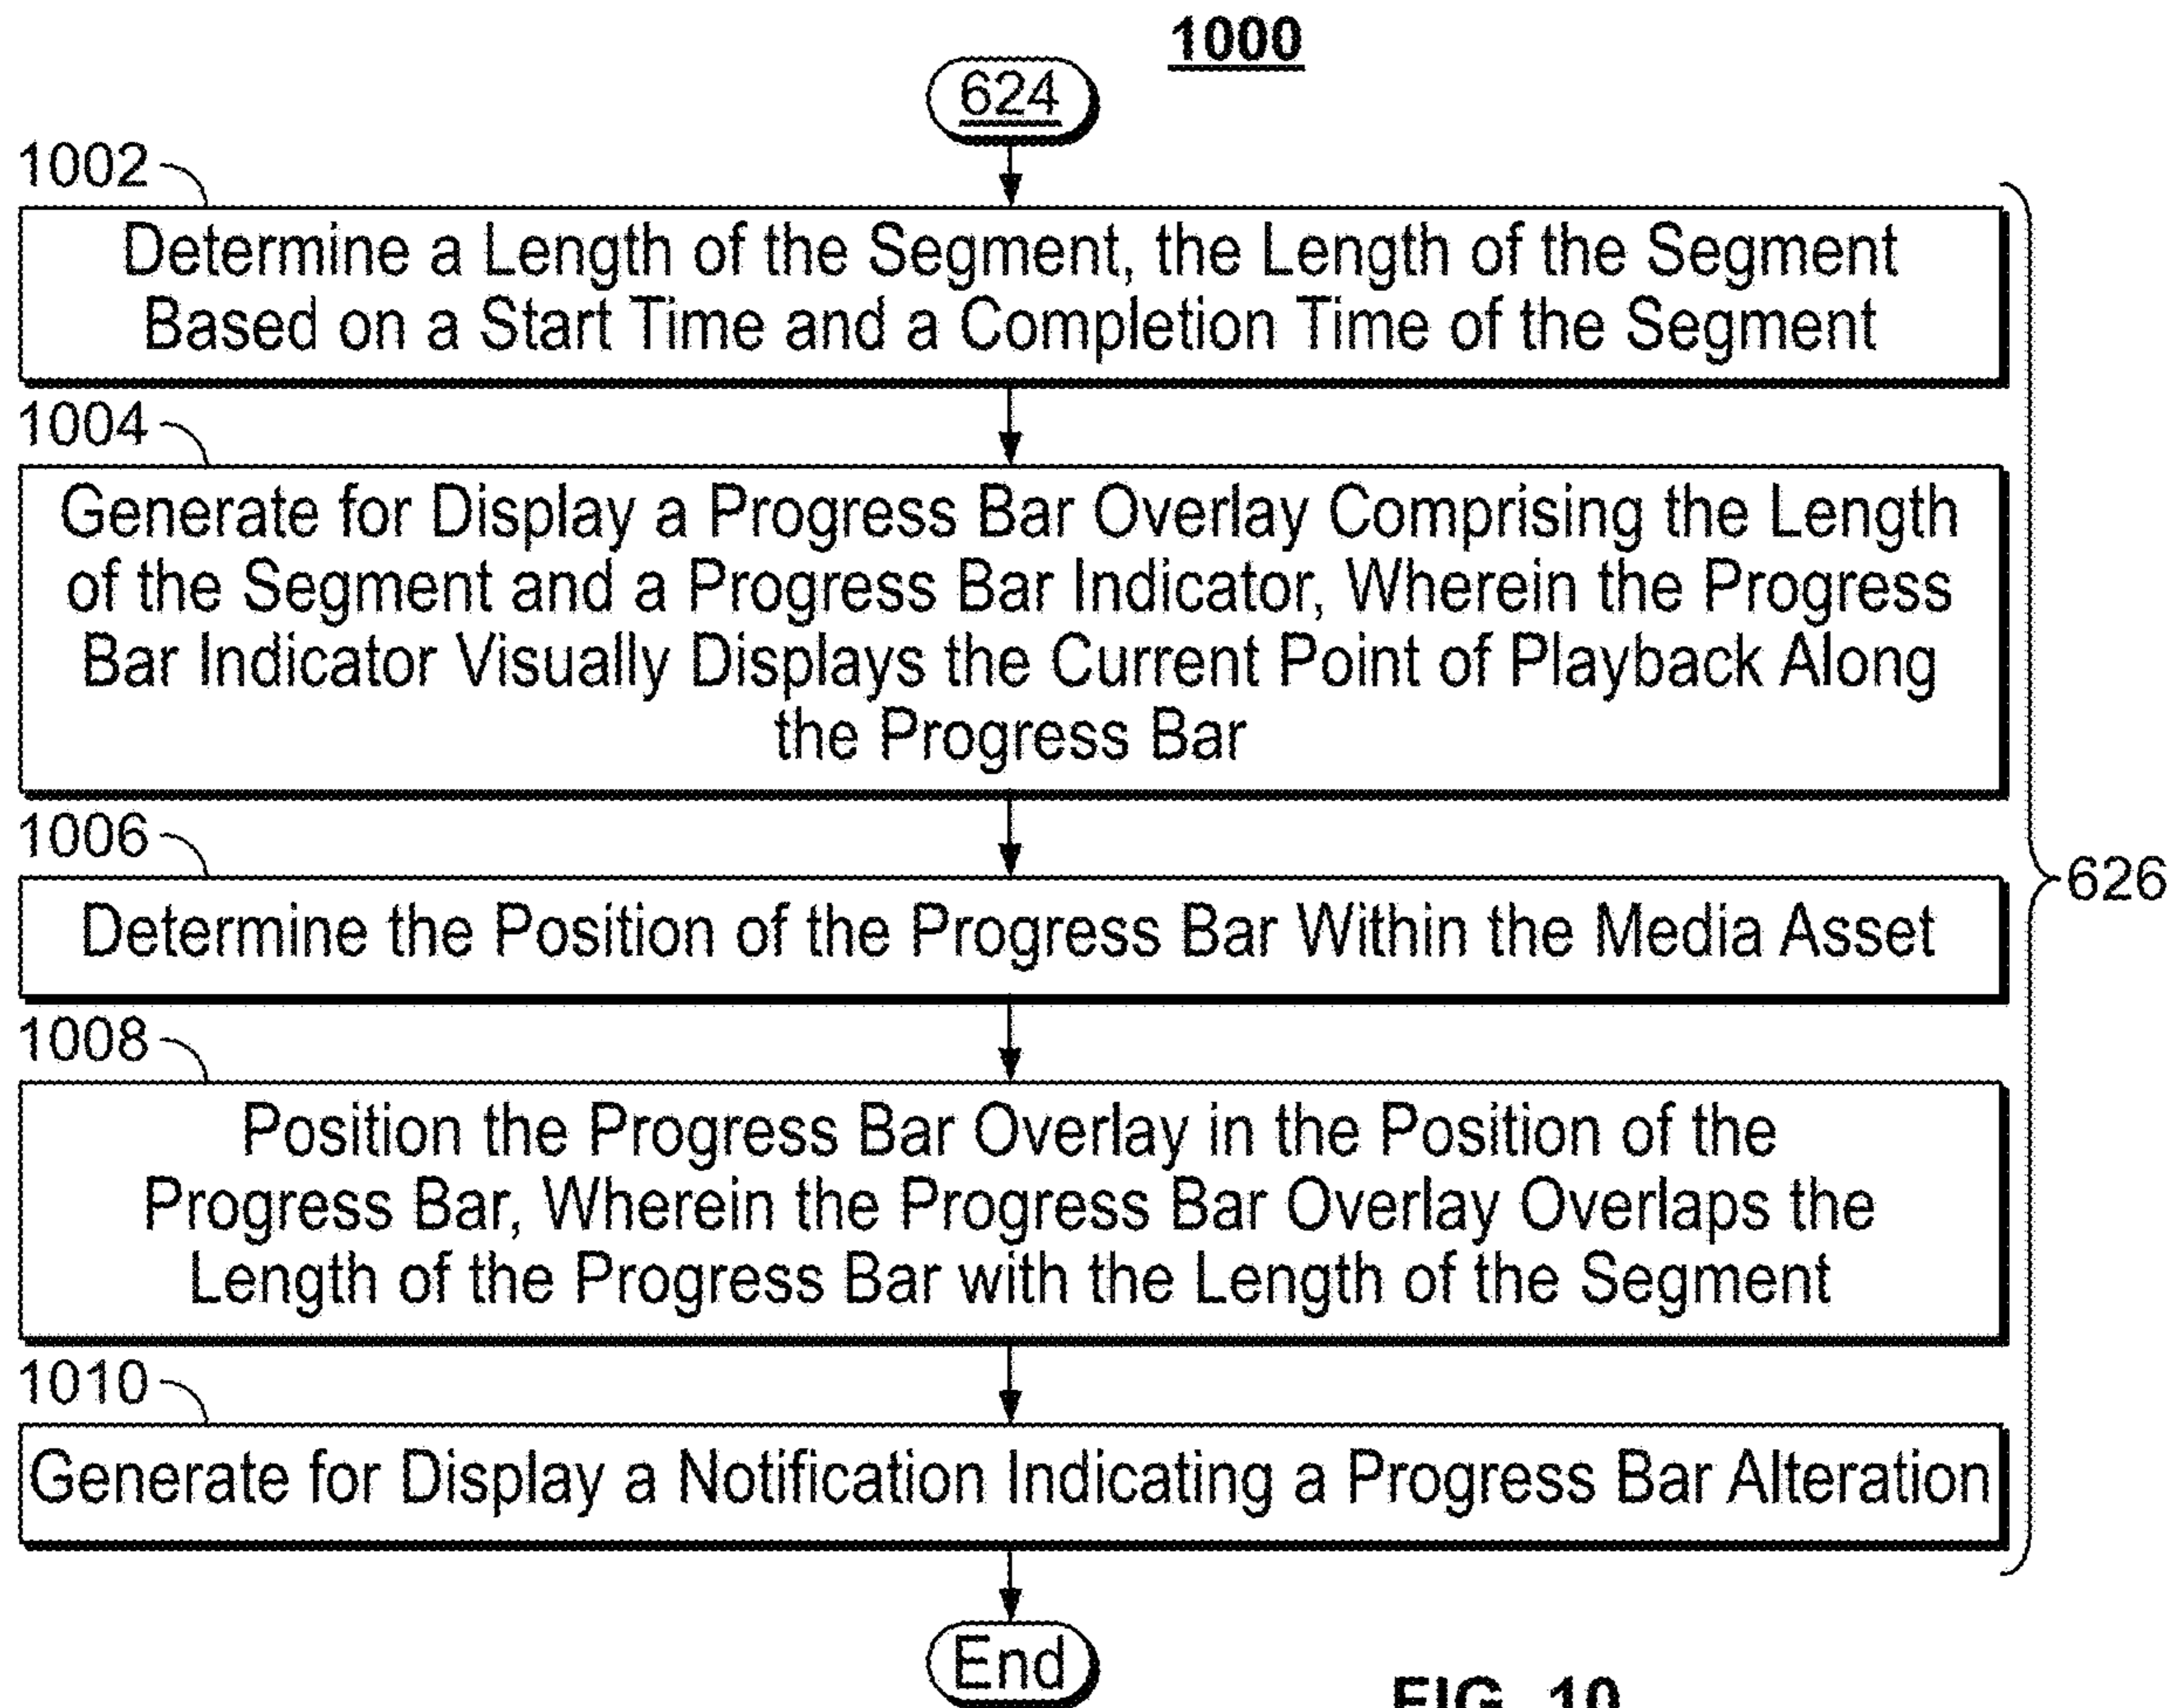 1000
624
1002
Determine a Length of the Segment, the Length of the Segment
Based on a Start Time and a Completion Time of the Segment
1004
Generate for Display a Progress Bar Overlay Comprising the Length
of the Segment and a Progress Bar Indicator, Wherein the Progress
Bar Indicator Visually Displays the Current Point of Playback Along
the Progress Bar
1006
Determine the Position of the Progress Bar Within the Media Asset
626
1008
Position the Progress Bar Overlay in the Position of the
Progress Bar, Wherein the Progress Bar Overlay Overlaps the
Length of the Progress Bar with the Length of the Segment
1010
Generate for Display a Notification Indicating a Progress Bar Alteration
End
FIG. 10